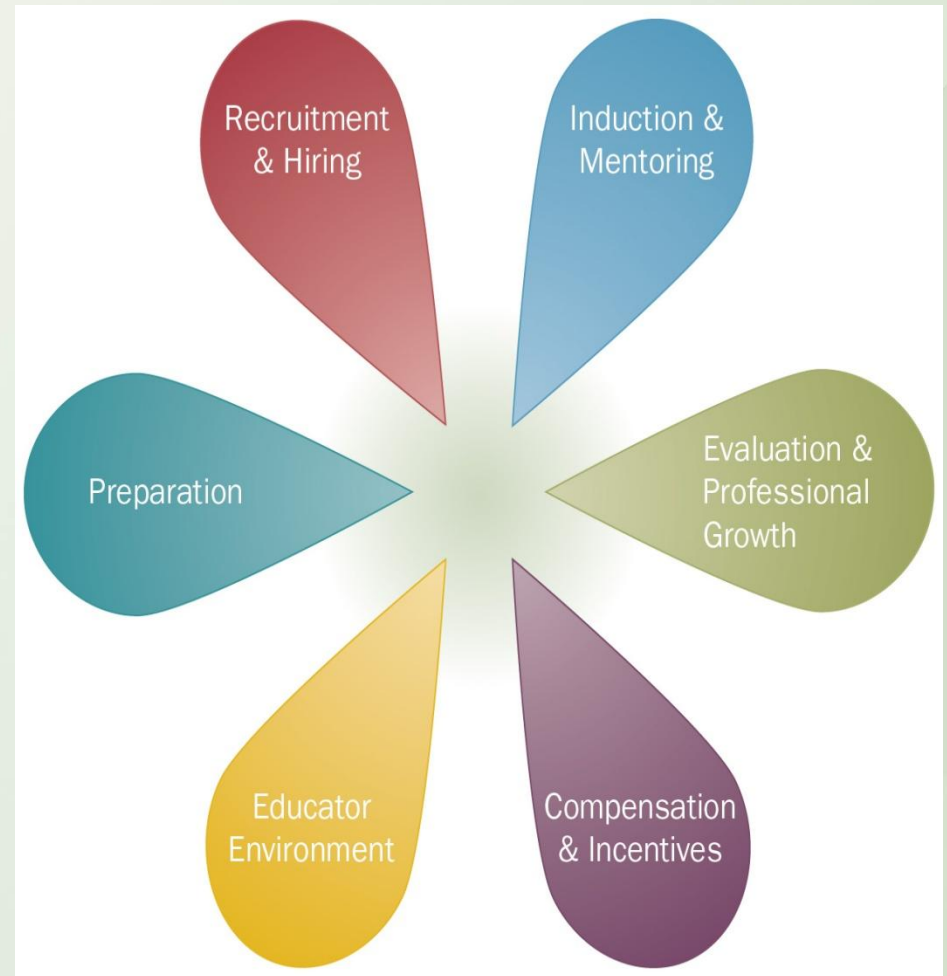 Recruitment
& Hiring
Induction &
Mentoring
Preparation
Evaluation &
Professional
Growth
Educator
Environment
Compensation
& Incentives